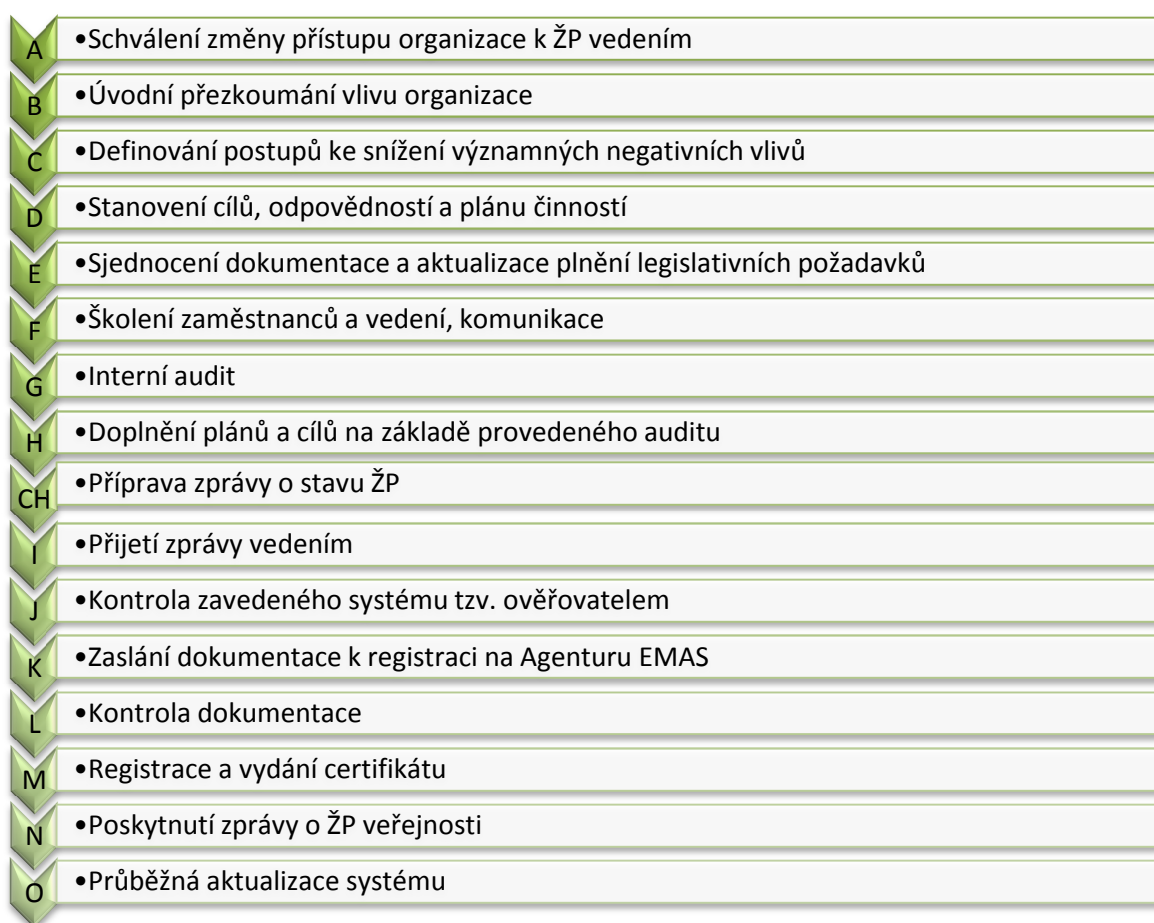 A •Schválení změny přístupu organizace k ŽP vedením
B •Úvodní přezkoumání vlivu organizace
C •Definování postupů ke snížení významných negativních vlivů
D •Stanovení cílů, odpovědností a plánu činností
E •Sjednocení dokumentace a aktualizace plnění legislativních požadavků
F •Školení zaměstnanců a vedení, komunikace
G •Interní audit
H •Doplnění plánů a cílů na základě provedeného auditu
CH •Příprava zprávy o stavu ŽP
I •Přijetí zprávy vedením
J •Kontrola zavedeného systému tzv. ověřovatelem
K •Zaslání dokumentace k registraci na Agenturu EMAS
L •Kontrola dokumentace
M •Registrace a vydání certifikátu
N •Poskytnutí zprávy o ŽP veřejnosti
O •Průběžná aktualizace systému